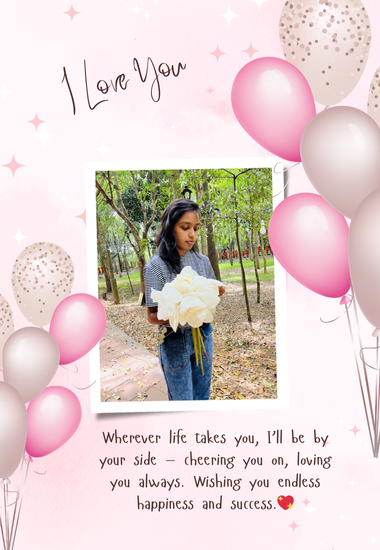 I Love You
Wherever life takes you, I'll be by
your side – cheering you on, loving
you always. Wishing you endless
happiness and success.💖